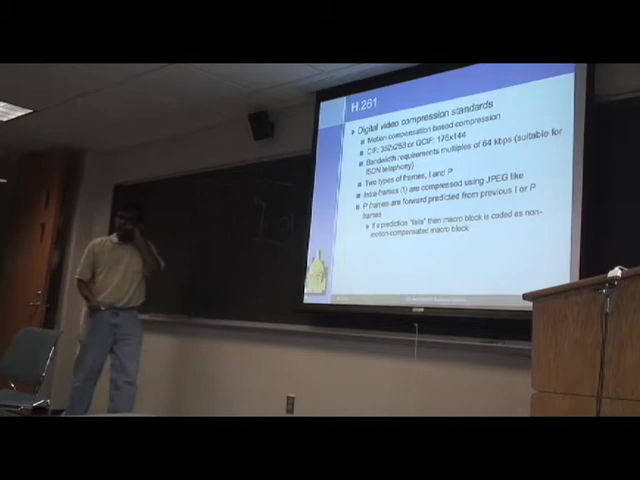 H.261
Digital video compression standards
Motion compensation based compression
CIF: 352x288 or QCIF: 176x144
Bandwidth requirements multiples of 64 kbps (suitable for
ISDN telephony)
Two types of frames, I and P
Intra-frames (I) are compressed using JPEG like
P frames are forward predicted from previous I or P
frames
If a prediction "fails" then macro block is coded as non-
motion-compensated macro block